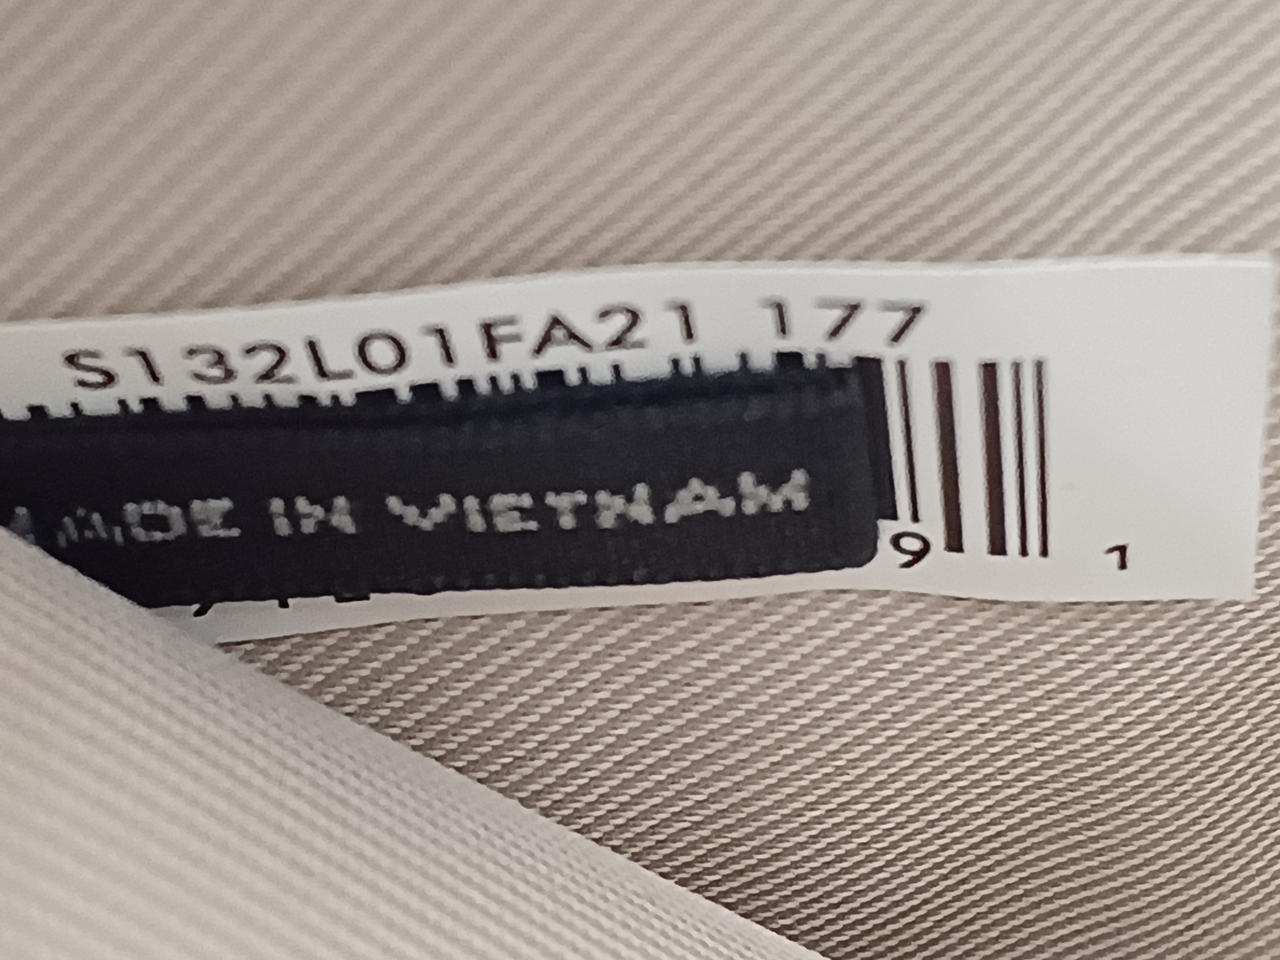 S132L01FA21 177
MADE IN VIETNAM
9 1